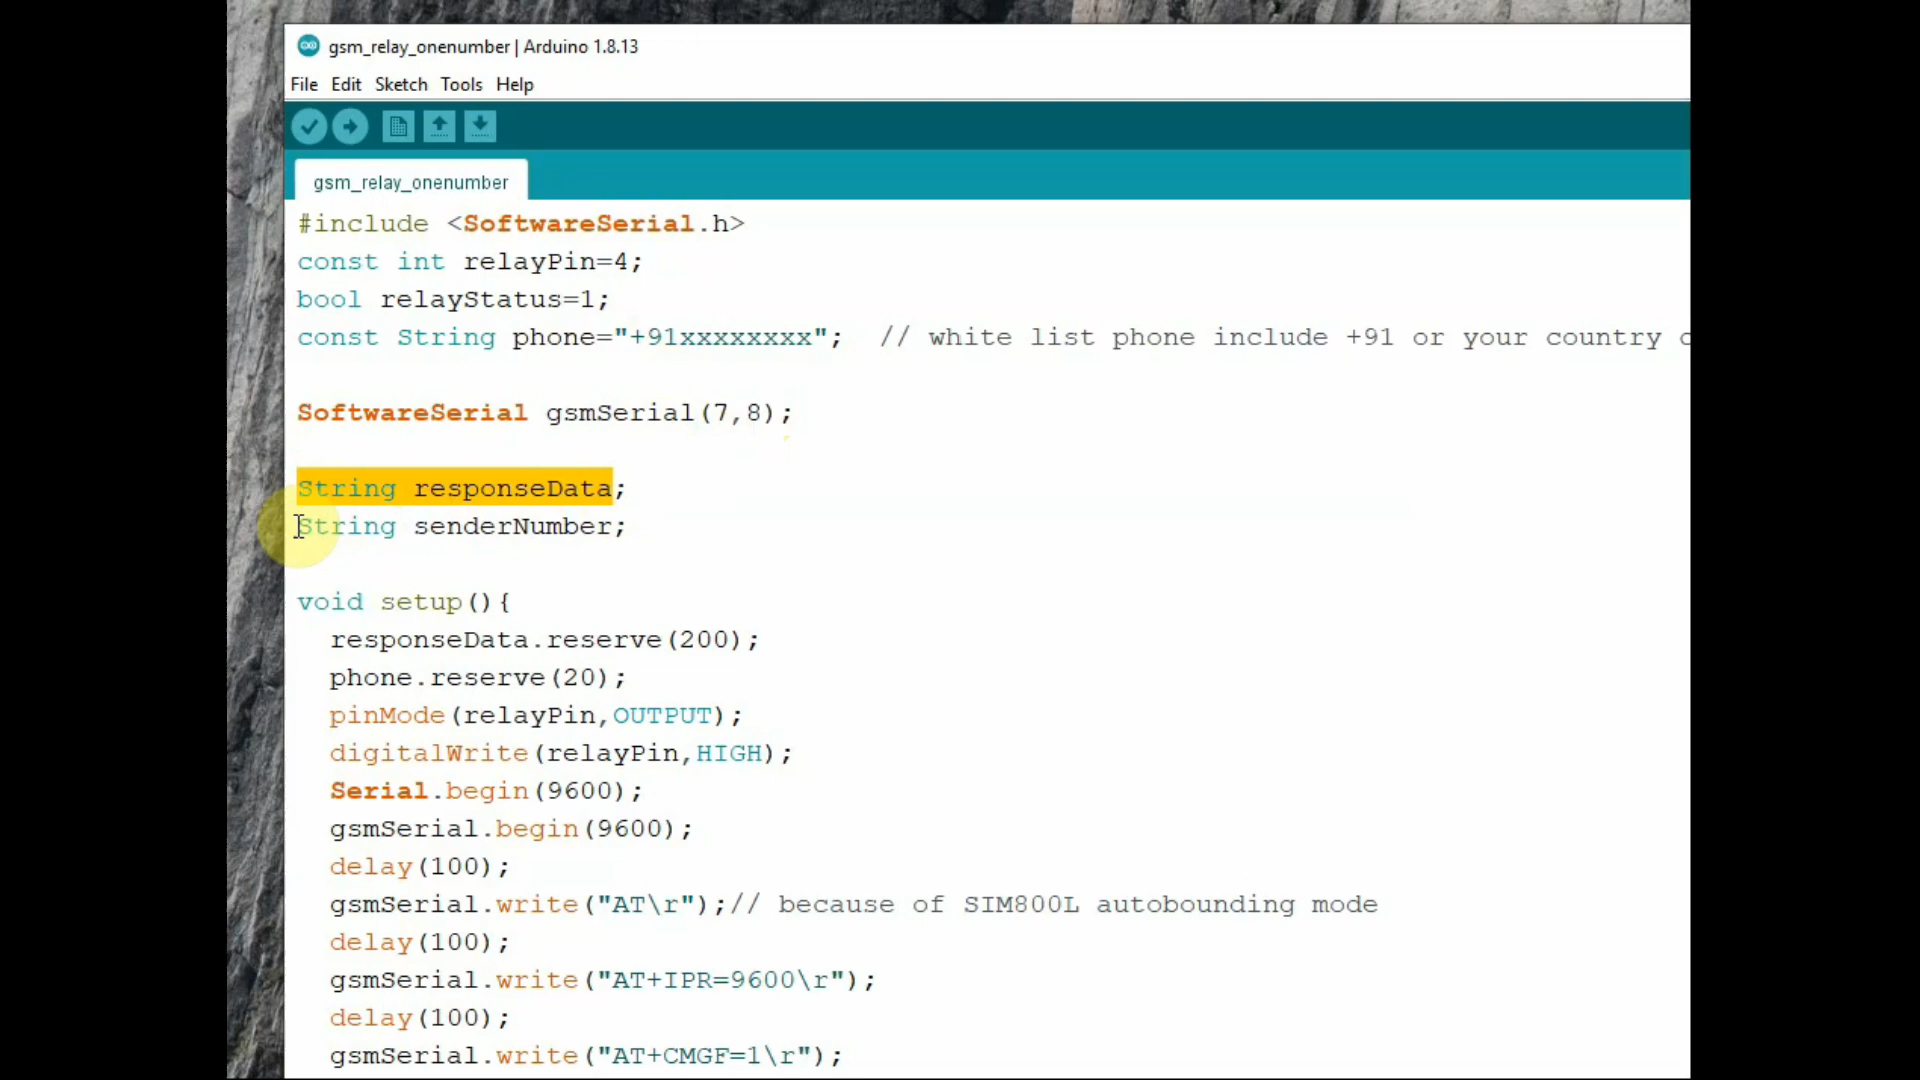 gsm_relay_onenumber | Arduino 1.8.13
File Edit Sketch Tools Help
gsm_relay_onenumber
#include <SoftwareSerial.h>
const int relayPin=4;
bool relayStatus=1;
const String phone="+91xxxxxxxx"; // white list phone include +91 or your country
SoftwareSerial gsmSerial(7,8);
String responseData;
String senderNumber;
void setup(){
responseData.reserve(200);
phone.reserve(20);
pinMode(relayPin,OUTPUT);
digitalWrite(relayPin,HIGH);
Serial.begin(9600);
gsmSerial.begin(9600);
delay(100);
gsmSerial.write("AT\r");// because of SIM800L autobounding mode
delay(100);
gsmSerial.write("AT+IPR=9600\r");
delay(100);
gsmSerial.write("AT+CMGF=1\r");